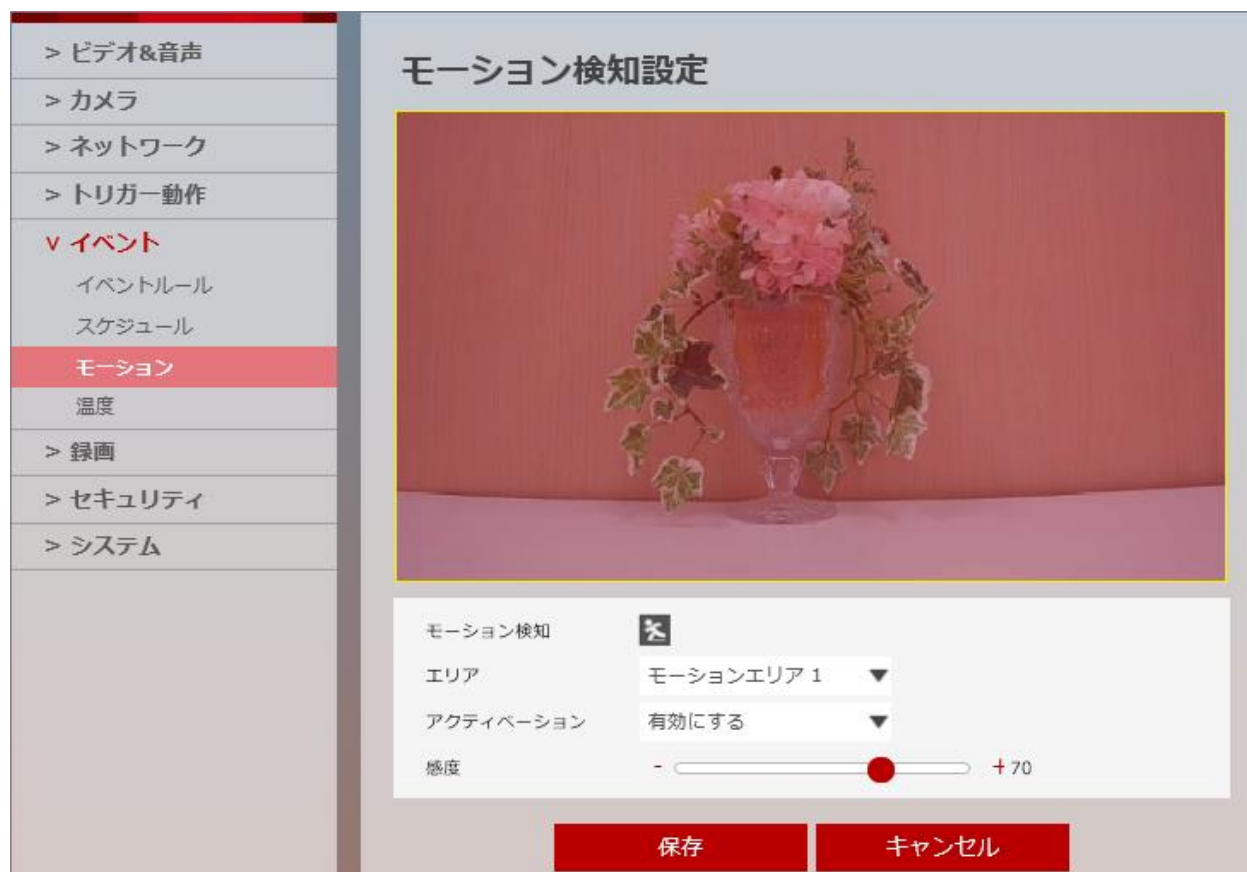 > ビデオ&音声
> カメラ
> ネットワーク
> トリガー動作
v イベント
イベントルール
スケジュール
モーション
温度
> 録画
> セキュリティ
> システム
モーション検知設定
モーション検知
エリア モーションエリア 1 ▼
アクティベーション 有効にする ▼
感度 - + 70
保存 キャンセル